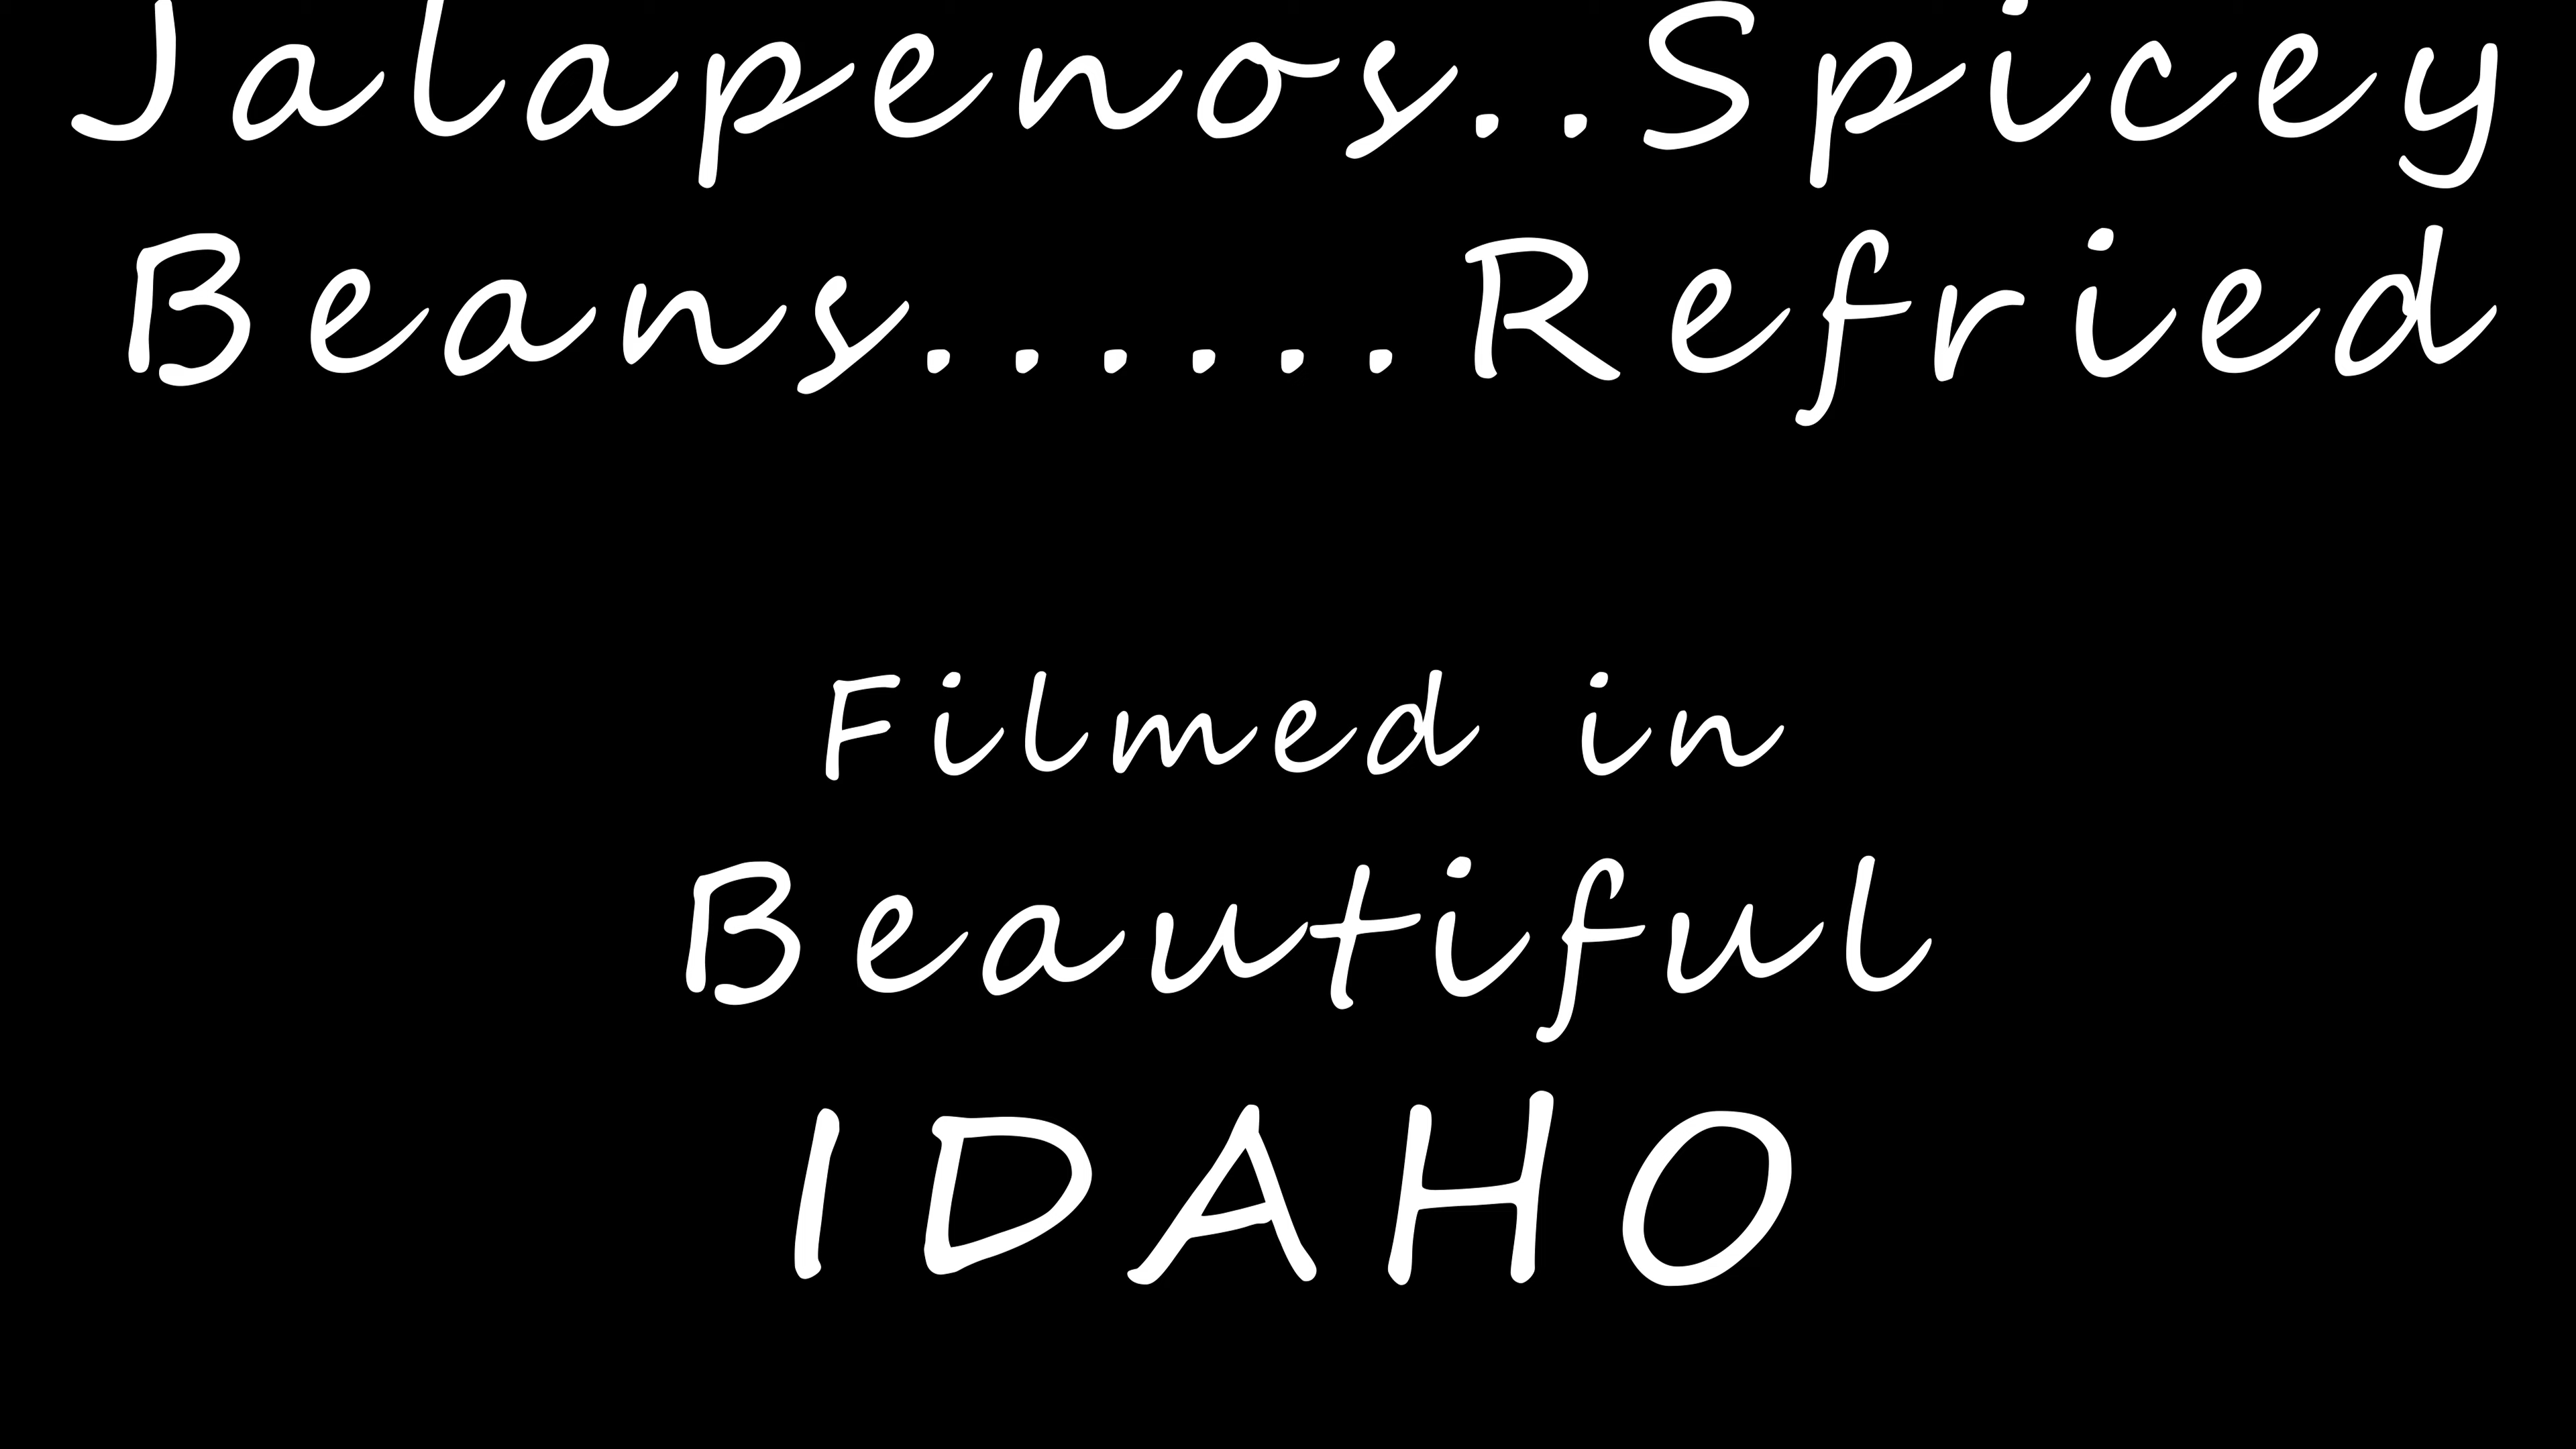 Jalapenos..Spicey
Beans......Refried
Filmed in
Beautiful
IDAHO